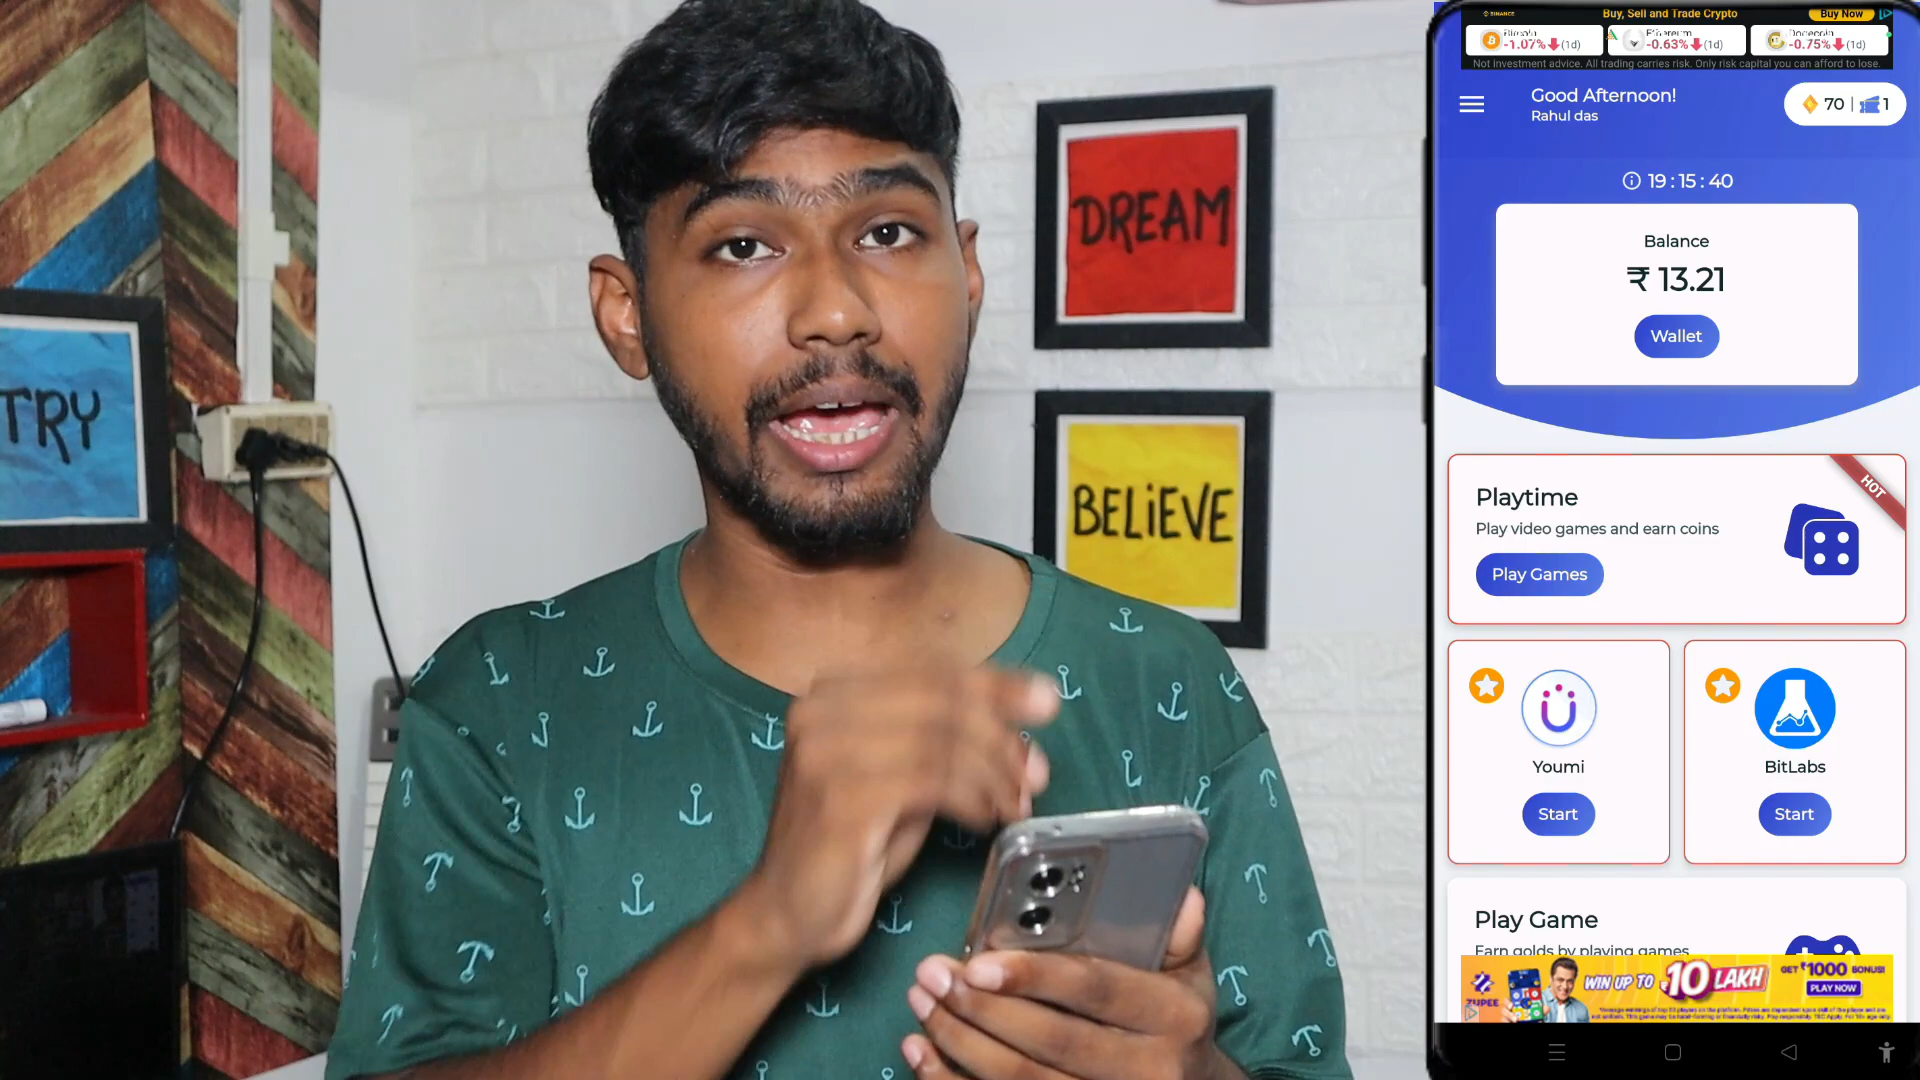 TRY
DREAM
BELIEVE
BINANCE
Buy, Sell and Trade Crypto
Buy Now
-1.07% (1d)
-0.63% (1d)
-0.75% (1d)
Not investment advice. All trading carries risk. Only risk capital you can afford to lose.
Good Afternoon!
Rahul das
70 | 1
19 : 15 : 40
Balance
₹ 13.21
Wallet
HOT
Playtime
Play video games and earn coins
Play Games
Youmi
Start
BitLabs
Start
Play Game
Earn golds by playing games
ZUPEE
WIN UP TO ₹10 LAKH
GET ₹1000 BONUS!
PLAY NOW